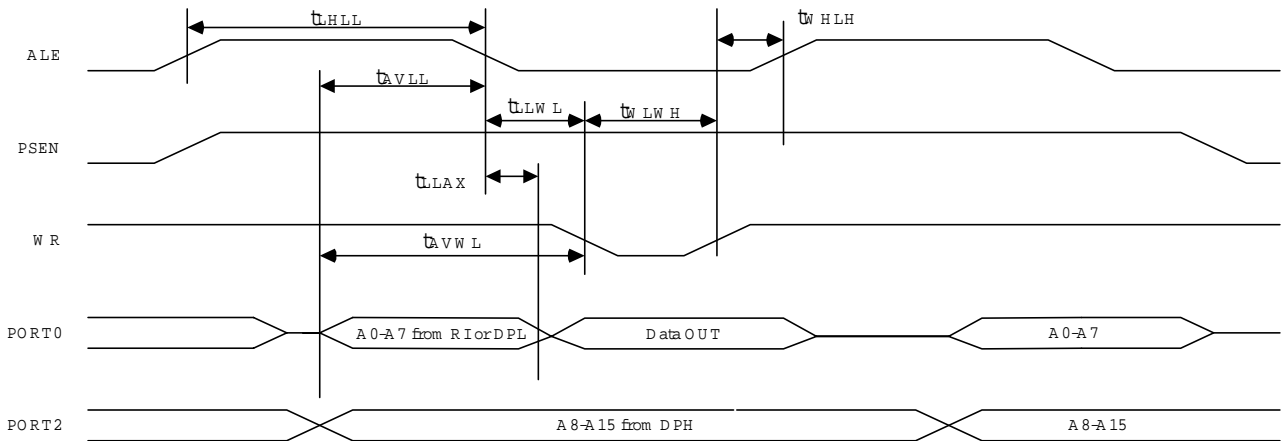 tLHLL
tWHLH
ALE
tAVLL
tLLWL
tWLWH
PSEN
tLLAX
WR
tAVWL
PORT0
A0-A7 from RI or DPL
Data OUT
A0-A7
PORT2
A8-A15 from DPH
A8-A15